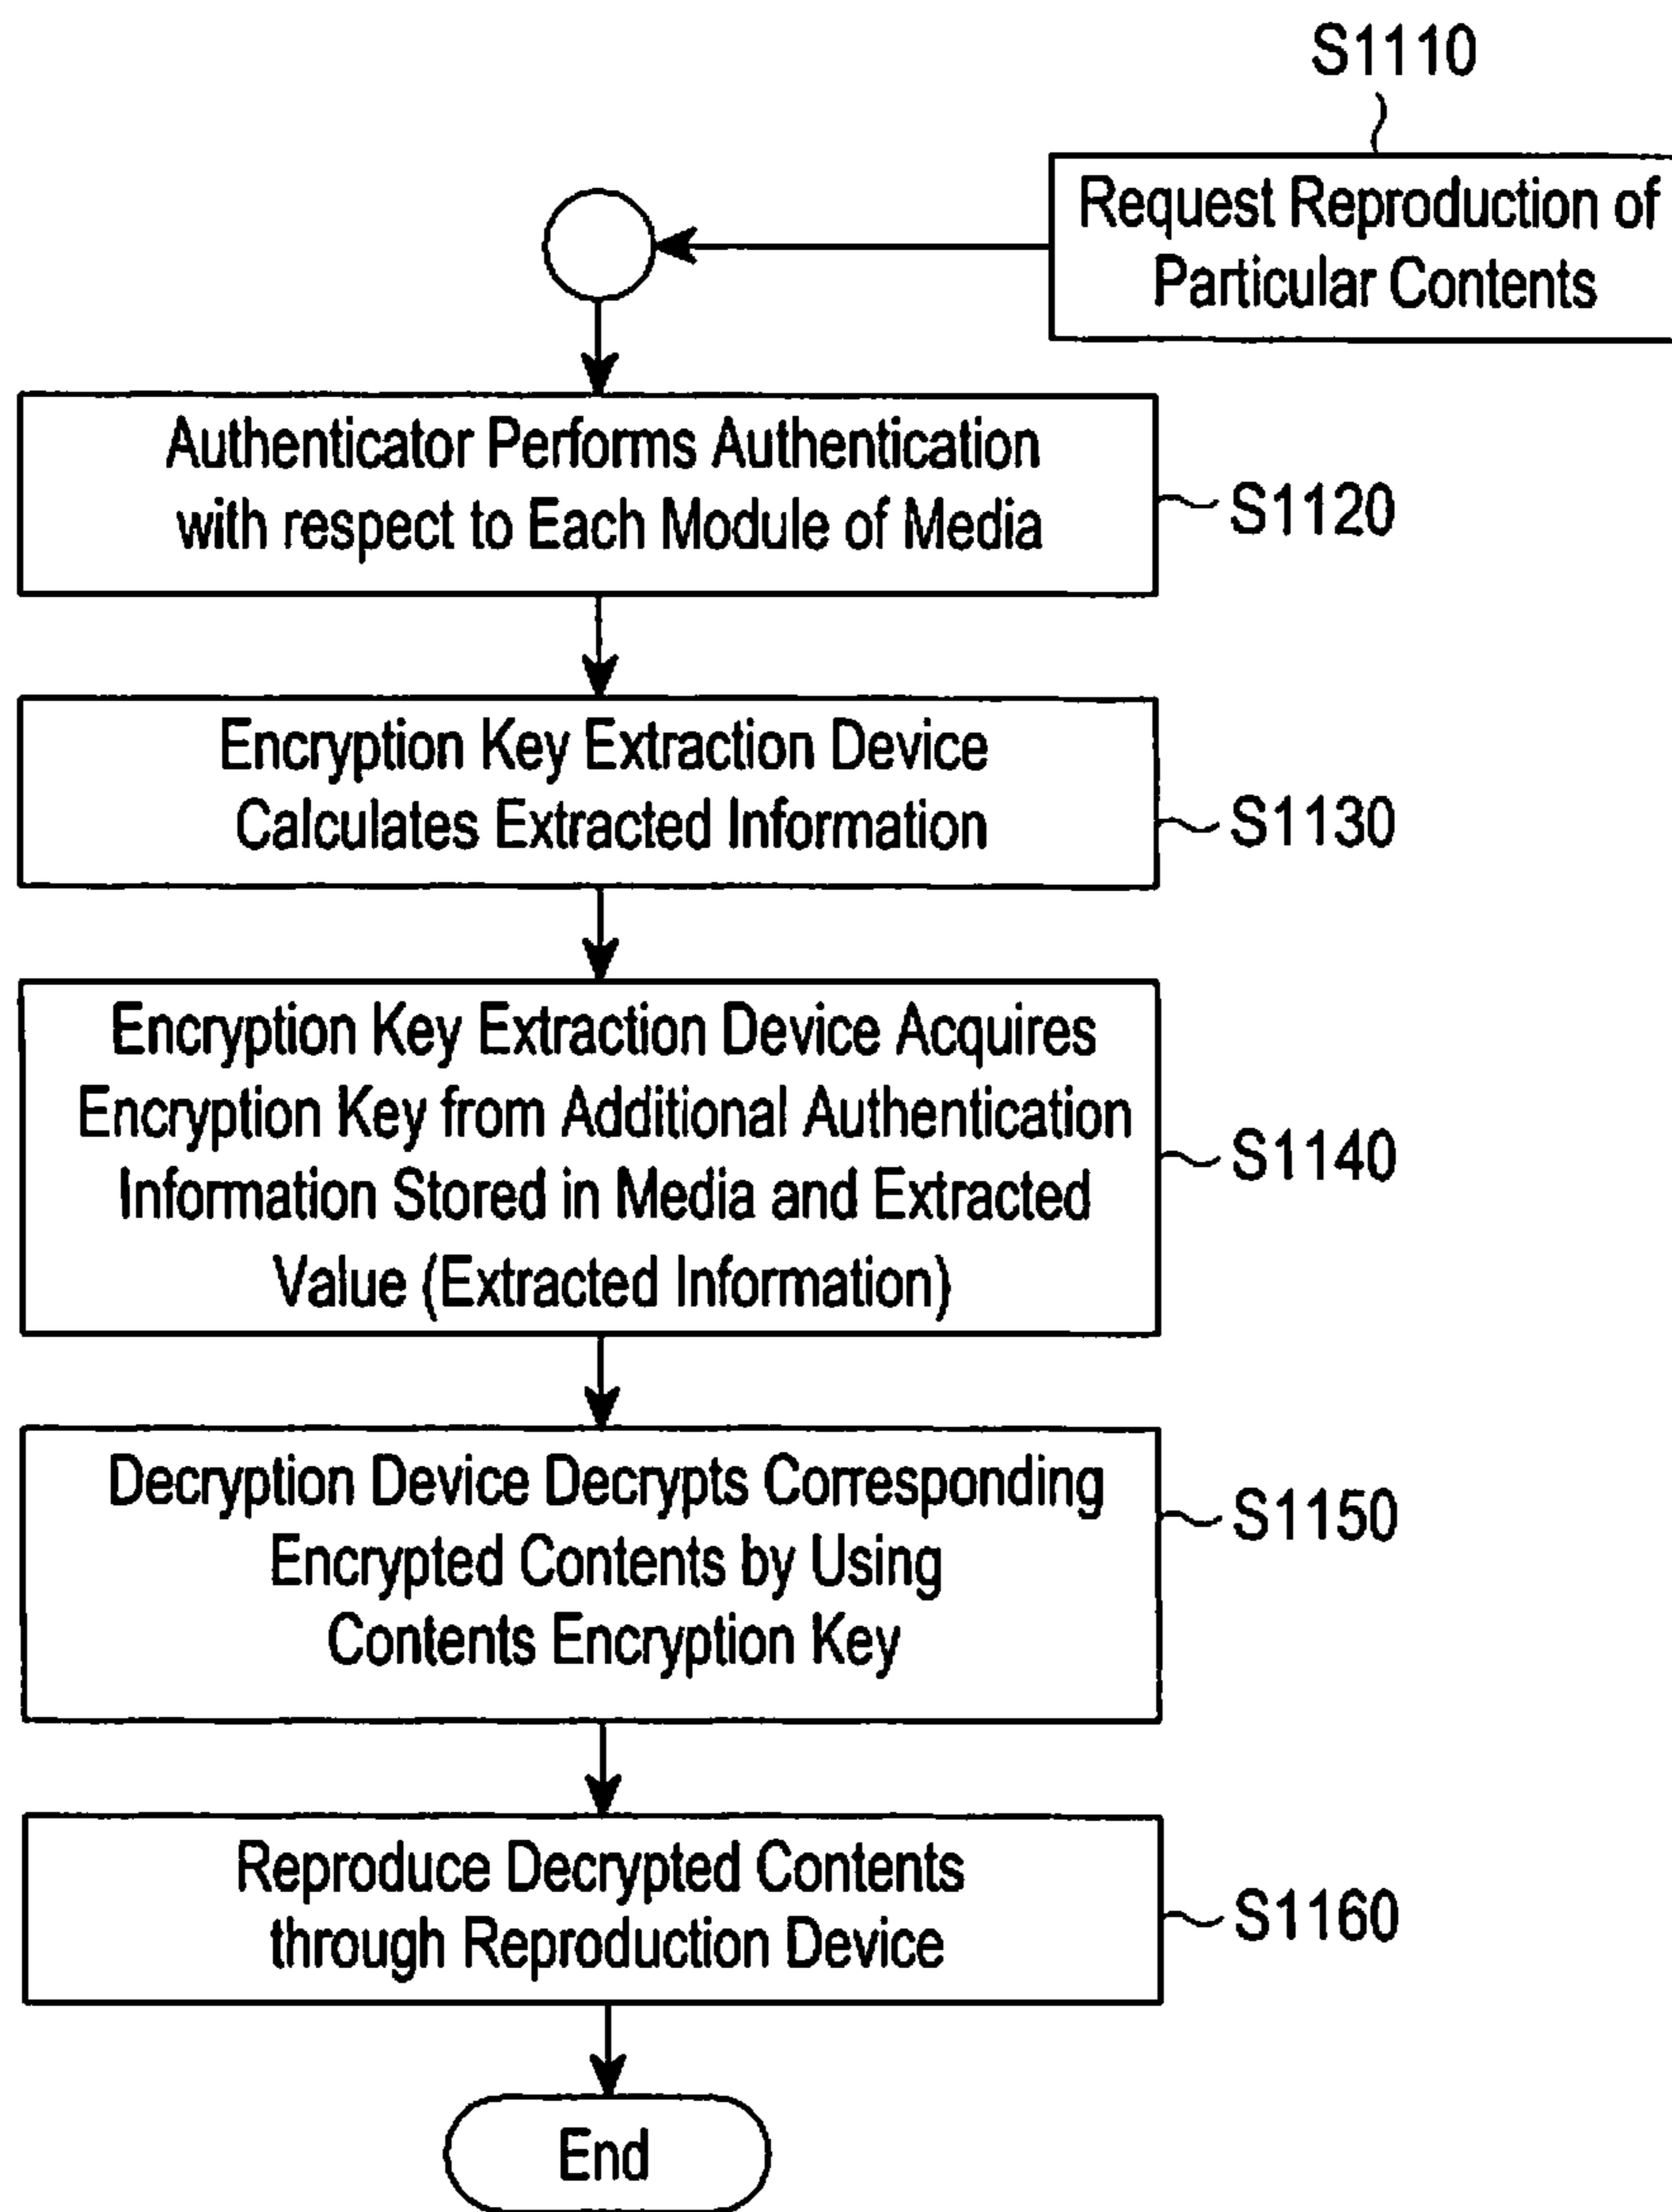 S1110
Request Reproduction of
Particular Contents
Authenticator Performs Authentication
with respect to Each Module of Media
S1120
Encryption Key Extraction Device
Calculates Extracted Information
S1130
Encryption Key Extraction Device Acquires
Encryption Key from Additional Authentication
Information Stored in Media and Extracted
Value (Extracted Information)
S1140
Decryption Device Decrypts Corresponding
Encrypted Contents by Using
Contents Encryption Key
S1150
Reproduce Decrypted Contents
through Reproduction Device
S1160
End